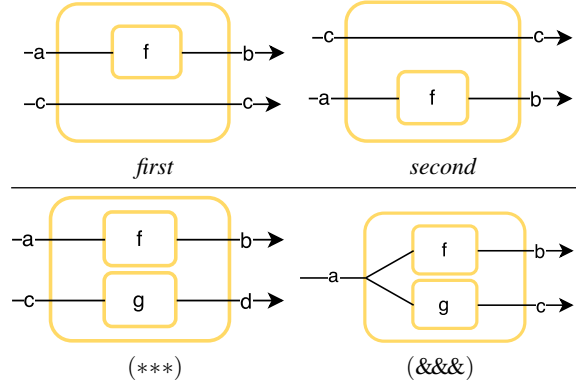 a f b
c c
first
c c
a f b
second
a f b
c g d
(***)
f b
a
g c
(&&&)